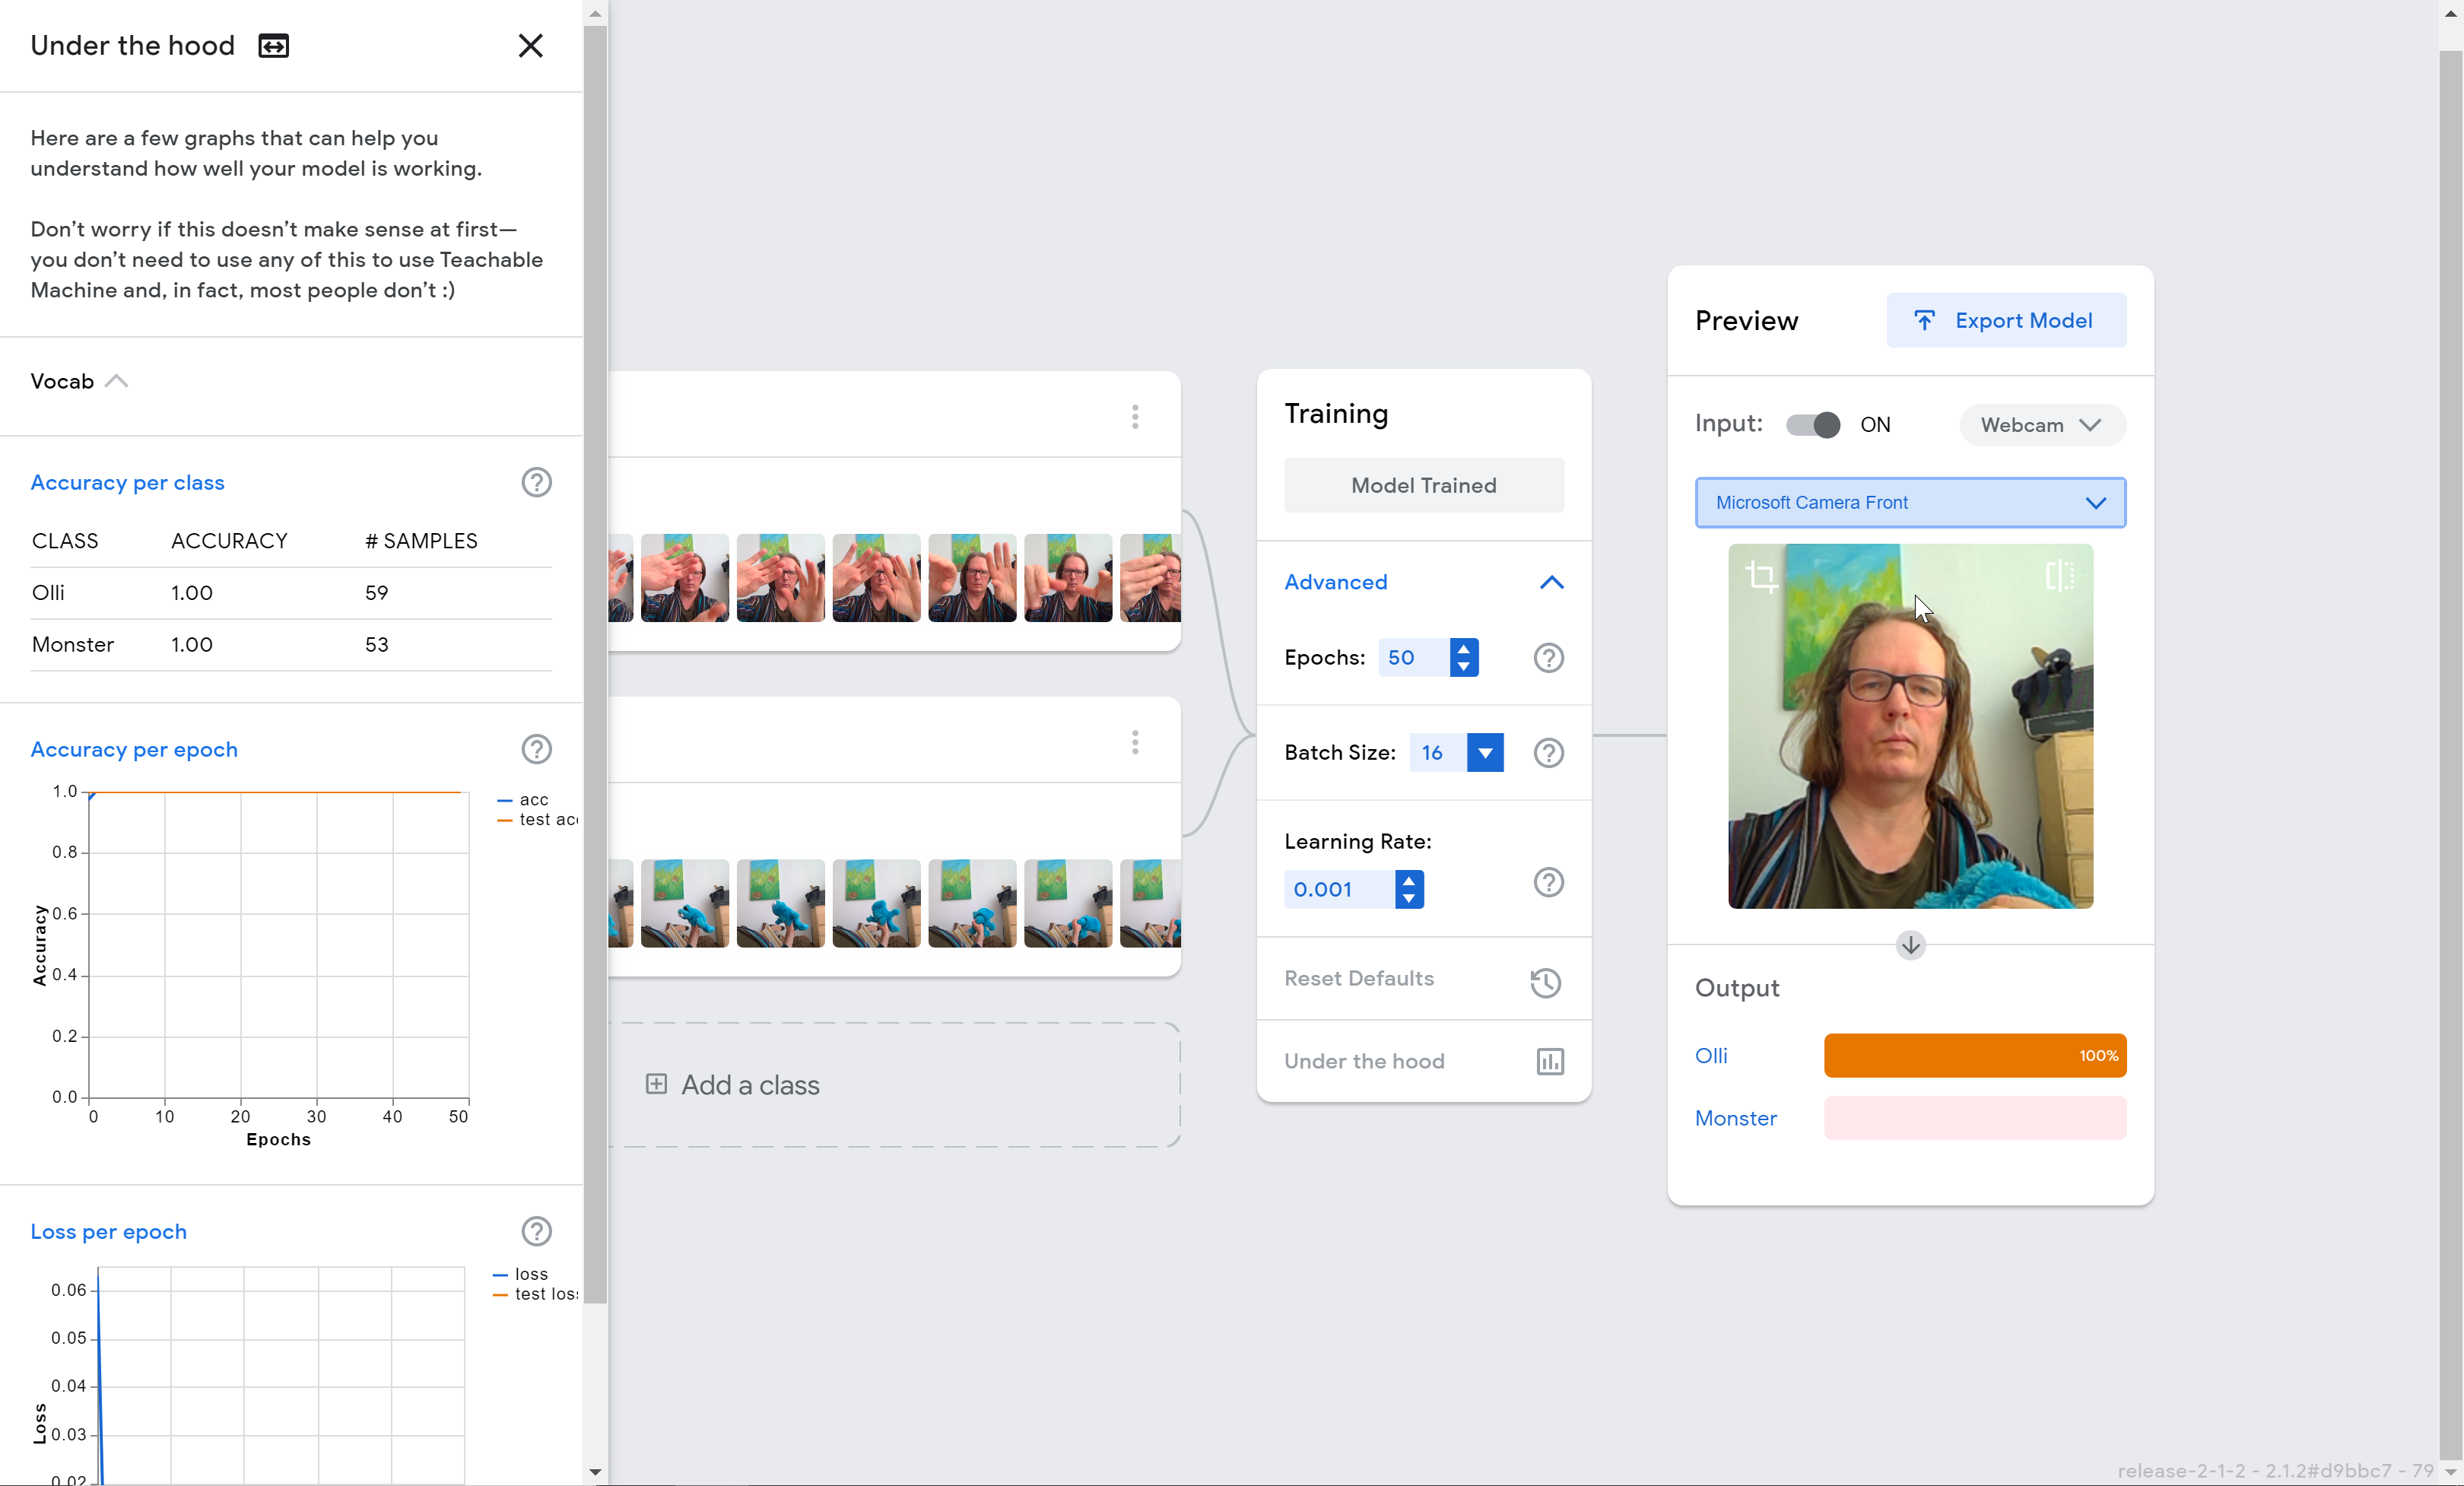 Under the hood
Here are a few graphs that can help you
understand how well your model is working.
Don’t worry if this doesn’t make sense at first—
you don’t need to use any of this to use Teachable
Machine and, in fact, most people don’t :)
Vocab
Accuracy per class
CLASS ACCURACY # SAMPLES
Olli 1.00 59
Monster 1.00 53
Accuracy per epoch
1.0
0.8
0.6
0.4
0.2
0.0
Accuracy
0 10 20 30 40 50
Epochs
acc
test acc
Loss per epoch
0.06
0.05
0.04
0.03
0.02
Loss
loss
test loss
Add a class
Training
Model Trained
Advanced
Epochs: 50
Batch Size: 16
Learning Rate:
0.001
Reset Defaults
Under the hood
Preview
Export Model
Input: ON Webcam
Microsoft Camera Front
Output
Olli 100%
Monster
release-2-1-2 - 2.1.2#d9bbc7 - 79